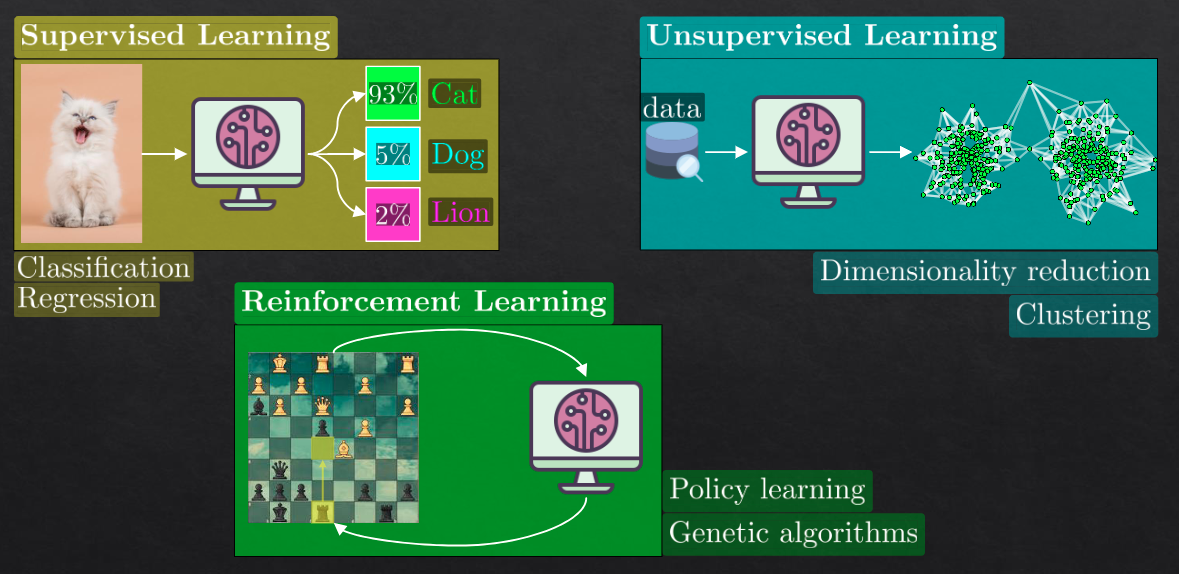 Supervised Learning
93% Cat
5% Dog
2% Lion
Classification
Regression
Unsupervised Learning
data
Dimensionality reduction
Clustering
Reinforcement Learning
Policy learning
Genetic algorithms